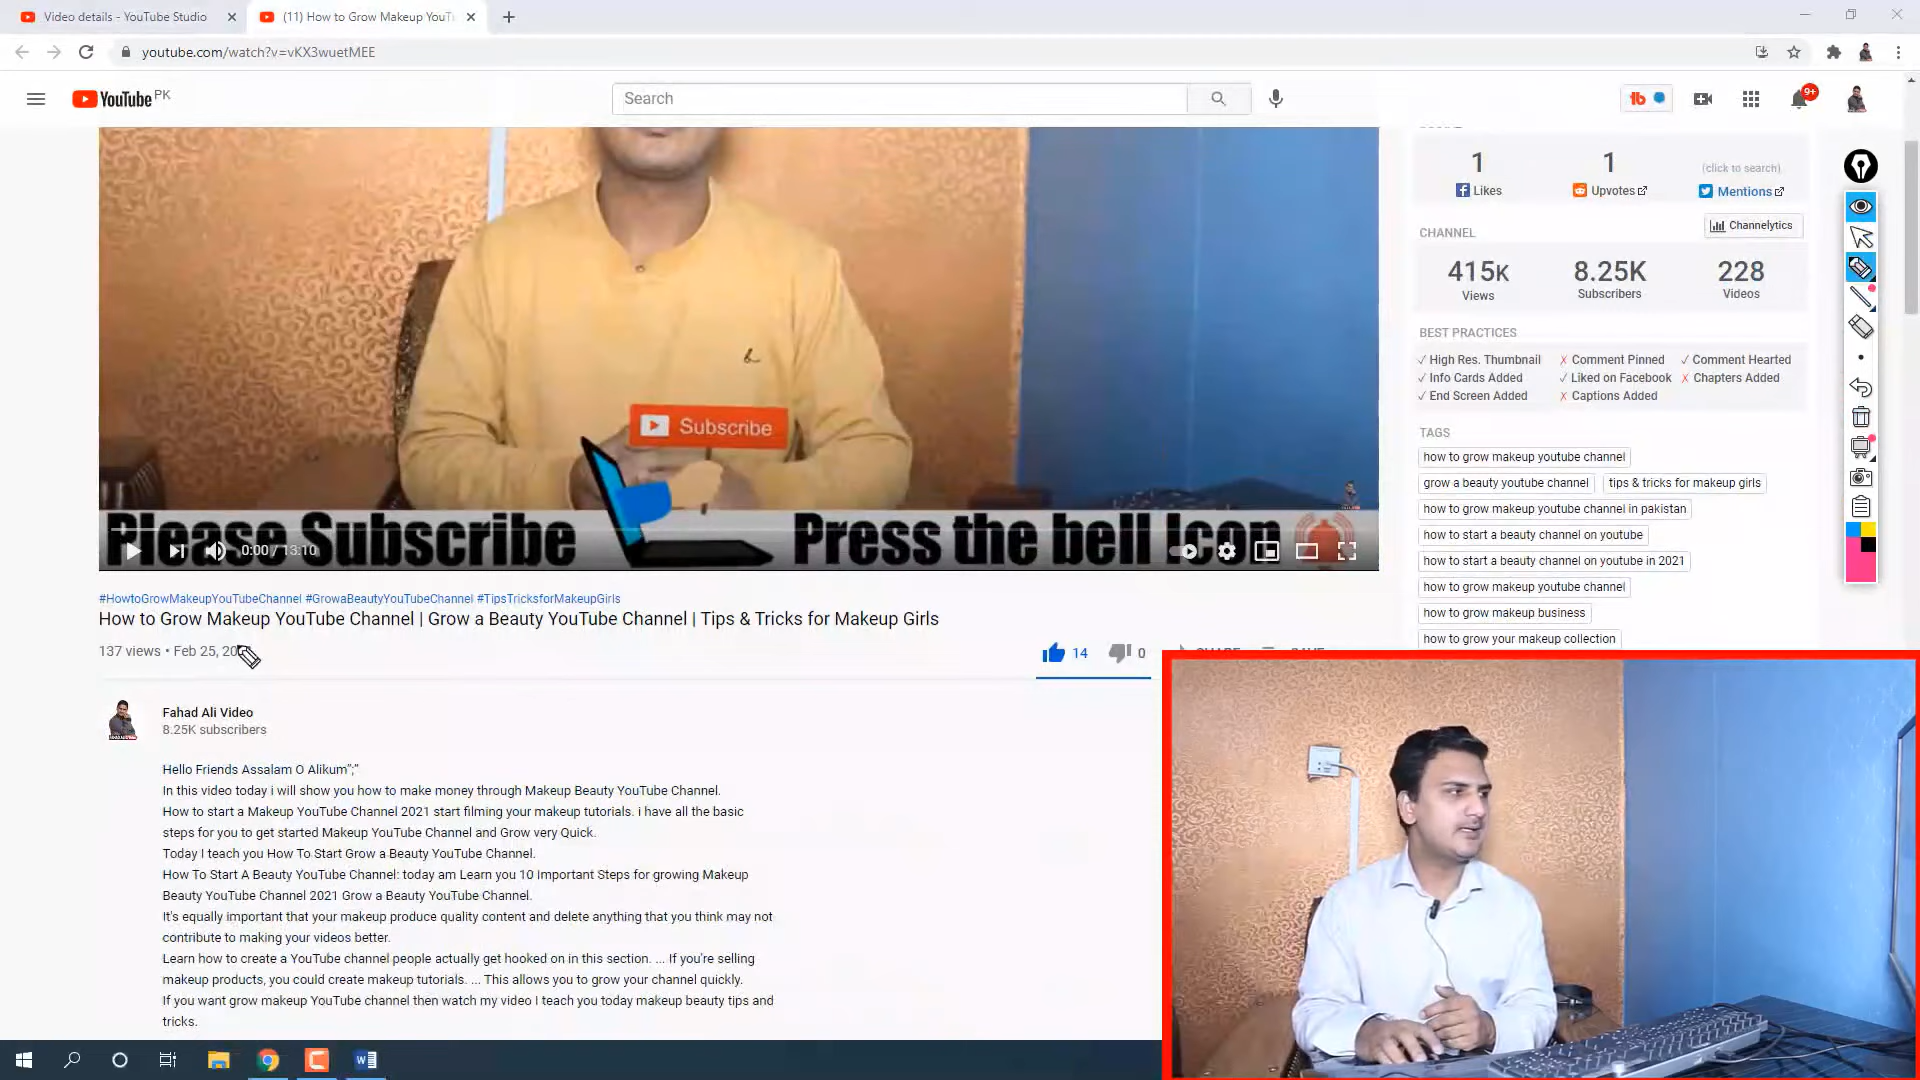 Video details - YouTube Studio
(11) How to Grow Makeup YouT
youtube.com/watch?v=vKX3wuetMEE
YouTube PK
Search
9+
1
Likes
1
Upvotes
(click to search)
Mentions
CHANNEL
Channelytics
415K
Views
8.25K
Subscribers
228
Videos
BEST PRACTICES
✓ High Res. Thumbnail
✗ Comment Pinned
✓ Comment Hearted
✓ Info Cards Added
✓ Liked on Facebook
✗ Chapters Added
✓ End Screen Added
✗ Captions Added
TAGS
how to grow makeup youtube channel
grow a beauty youtube channel
tips & tricks for makeup girls
how to grow makeup youtube channel in pakistan
how to start a beauty channel on youtube
how to start a beauty channel on youtube in 2021
how to grow makeup youtube channel
how to grow makeup business
how to grow your makeup collection
Subscribe
Please Subscribe
Press the bell Icon
0:00 / 13:10
#HowtoGrowMakeupYouTubeChannel #GrowaBeautyYouTubeChannel #TipsTricksforMakeupGirls
How to Grow Makeup YouTube Channel | Grow a Beauty YouTube Channel | Tips & Tricks for Makeup Girls
137 views • Feb 25,
14
0
SHARE
SAVE
Fahad Ali Video
8.25K subscribers
Hello Friends Assalam O Alikum";"
In this video today i will show you how to make money through Makeup Beauty YouTube Channel.
How to start a Makeup YouTube Channel 2021 start filming your makeup tutorials. i have all the basic
steps for you to get started Makeup YouTube Channel and Grow very Quick.
Today I teach you How To Start Grow a Beauty YouTube Channel.
How To Start A Beauty YouTube Channel: today am Learn you 10 Important Steps for growing Makeup
Beauty YouTube Channel 2021 Grow a Beauty YouTube Channel.
It's equally important that your makeup produce quality content and delete anything that you think may not
contribute to making your videos better.
Learn how to create a YouTube channel people actually get hooked on in this section. ... If you're selling
makeup products, you could create makeup tutorials. ... This allows you to grow your channel quickly.
If you want grow makeup YouTube channel then watch my video I teach you today makeup beauty tips and
tricks.